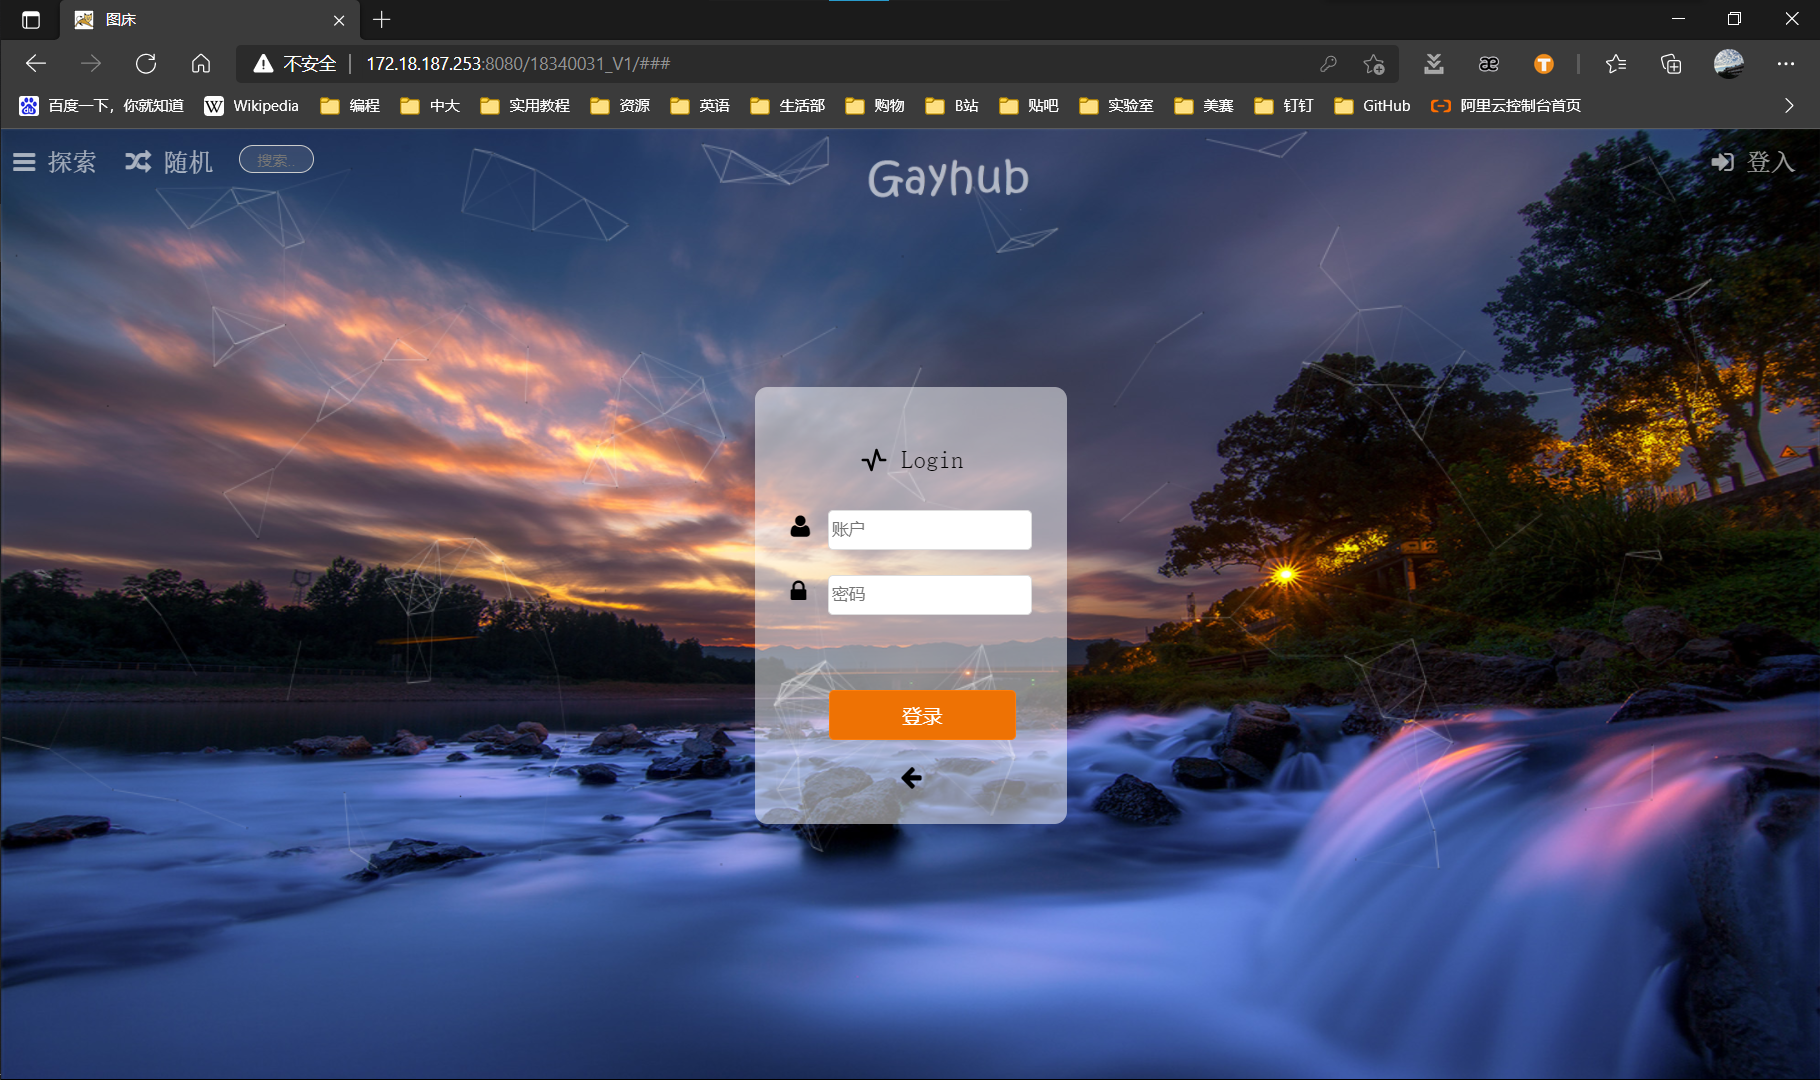 图床
不安全 172.18.187.253:8080/18340031_V1/###
百度一下，你就知道 Wikipedia 编程 中大 实用教程 资源 英语 生活部 购物 B站 贴吧 实验室 美赛 钉钉 GitHub 阿里云控制台首页
探索 随机 搜索.. Gayhub 登入
Login
账户
密码
登录